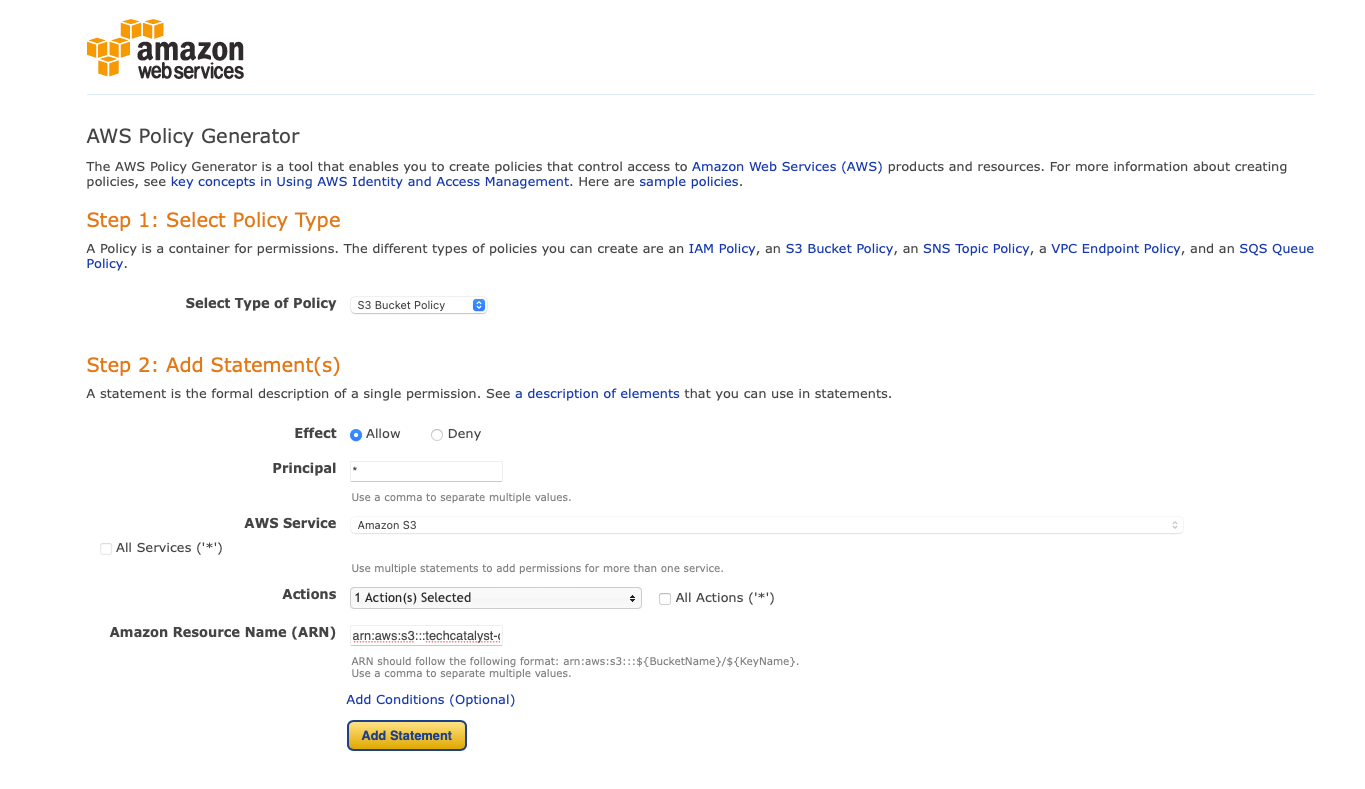 amazon
web services
AWS Policy Generator
The AWS Policy Generator is a tool that enables you to create policies that control access to Amazon Web Services (AWS) products and resources. For more information about creating
policies, see key concepts in Using AWS Identity and Access Management. Here are sample policies.
Step 1: Select Policy Type
A Policy is a container for permissions. The different types of policies you can create are an IAM Policy, an S3 Bucket Policy, an SNS Topic Policy, a VPC Endpoint Policy, and an SQS Queue
Policy.
Select Type of Policy S3 Bucket Policy
Step 2: Add Statement(s)
A statement is the formal description of a single permission. See a description of elements that you can use in statements.
Effect Allow Deny
Principal *
Use a comma to separate multiple values.
AWS Service Amazon S3
All Services ('*')
Use multiple statements to add permissions for more than one service.
Actions 1 Action(s) Selected All Actions ('*')
Amazon Resource Name (ARN) arn:aws:s3:::techcatalyst-
ARN should follow the following format: arn:aws:s3:::${BucketName}/${KeyName}.
Use a comma to separate multiple values.
Add Conditions (Optional)
Add Statement